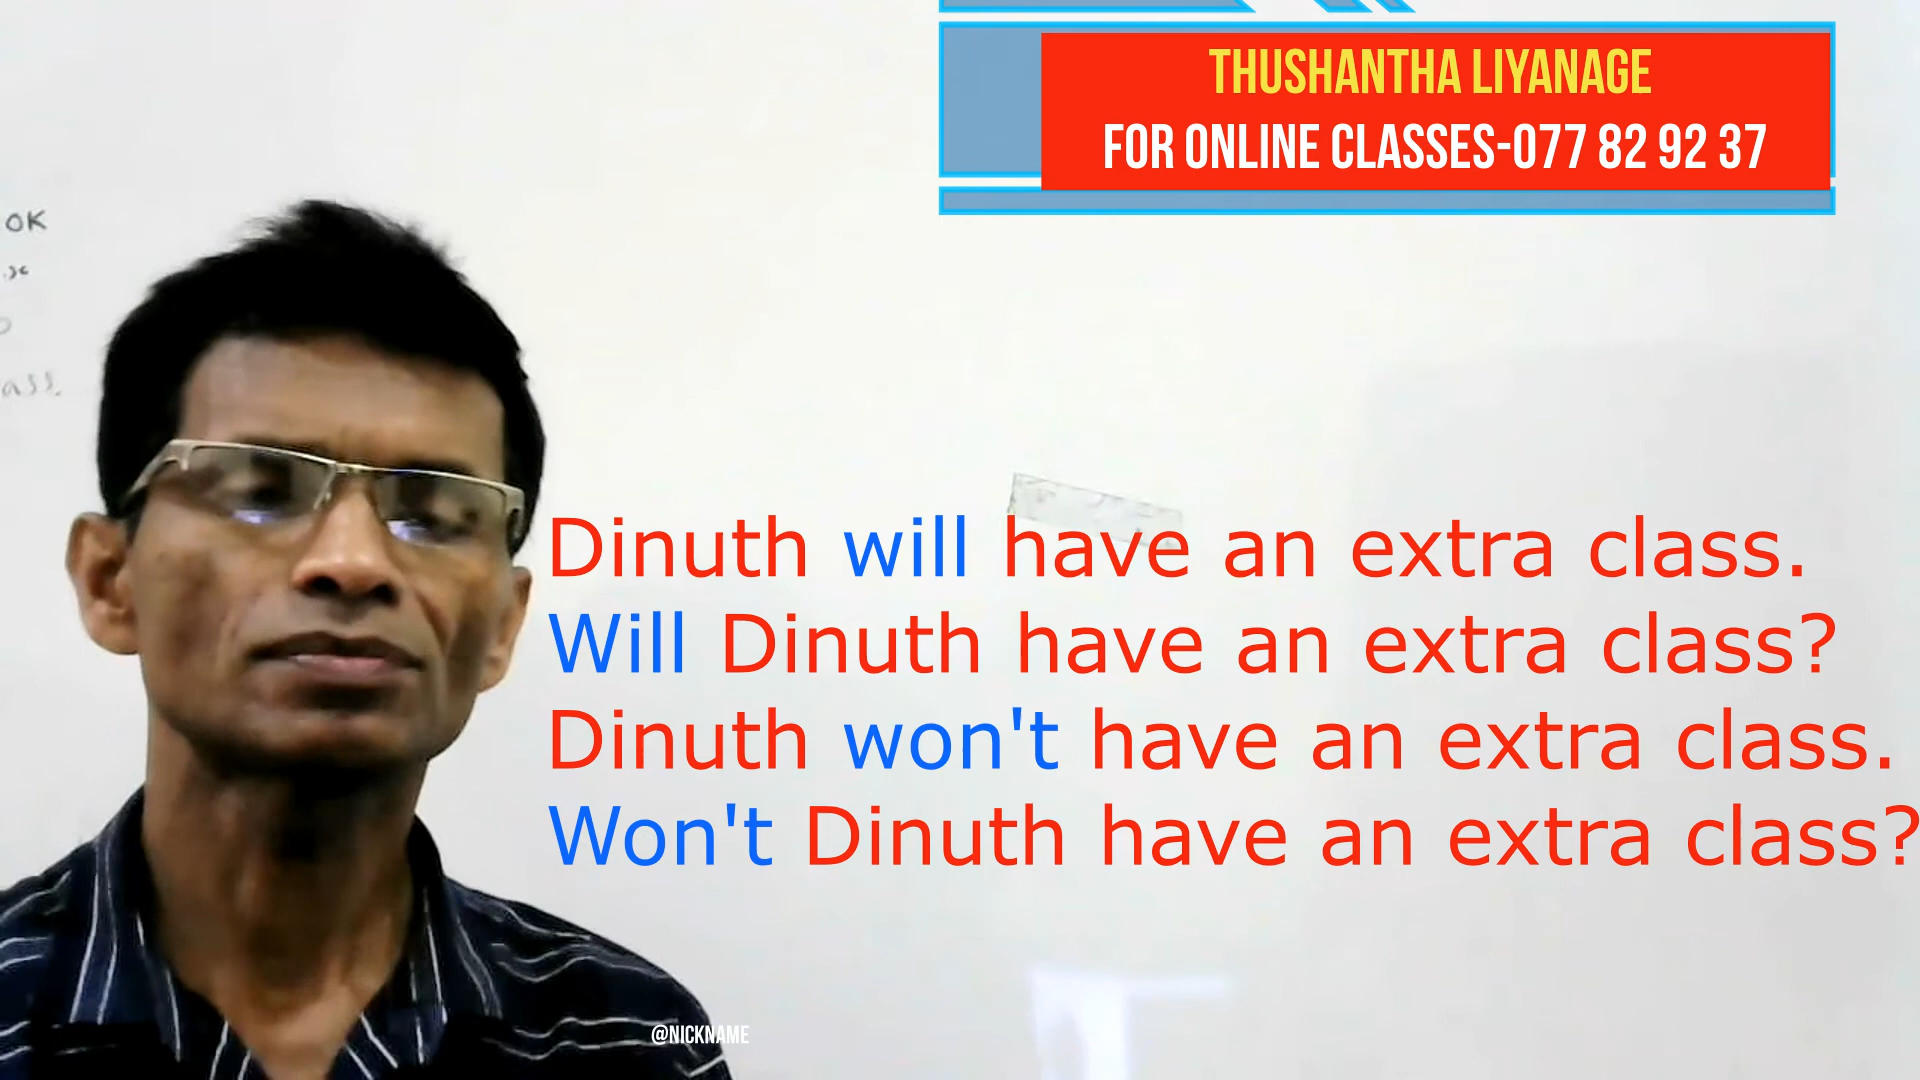 THUSHANTHA LIYANAGE
FOR ONLINE CLASSES-077 82 92 37
OK
Dinuth will have an extra class.
Will Dinuth have an extra class?
Dinuth won't have an extra class.
Won't Dinuth have an extra class?
@NICKNAME